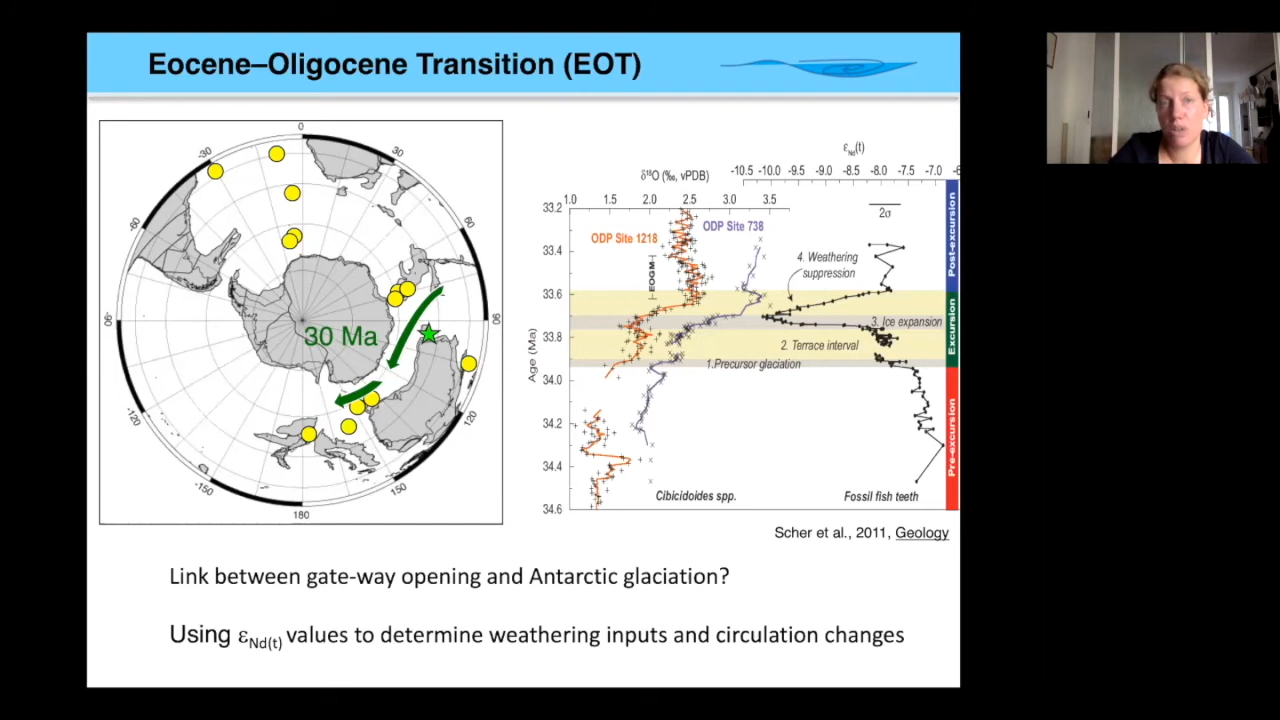 Eocene–Oligocene Transition (EOT)
0
-30
30
-60
60
-90
90
-120
120
-150
150
180
30 Ma
εNd(t)
-10.5 -10.0 -9.5 -9.0 -8.5 -8.0 -7.5 -7.0 -6
δ18O (‰, vPDB)
1.0 1.5 2.0 2.5 3.0 3.5
2σ
ODP Site 1218
ODP Site 738
EOGM
4. Weathering
suppression
3. Ice expansion
2. Terrace interval
1.Precursor glaciation
Age (Ma)
33.2
33.4
33.6
33.8
34.0
34.2
34.4
34.6
Post-excursion
Excursion
Pre-excursion
Cibicidoides spp.
Fossil fish teeth
Scher et al., 2011, Geology
Link between gate-way opening and Antarctic glaciation?
Using εNd(t) values to determine weathering inputs and circulation changes